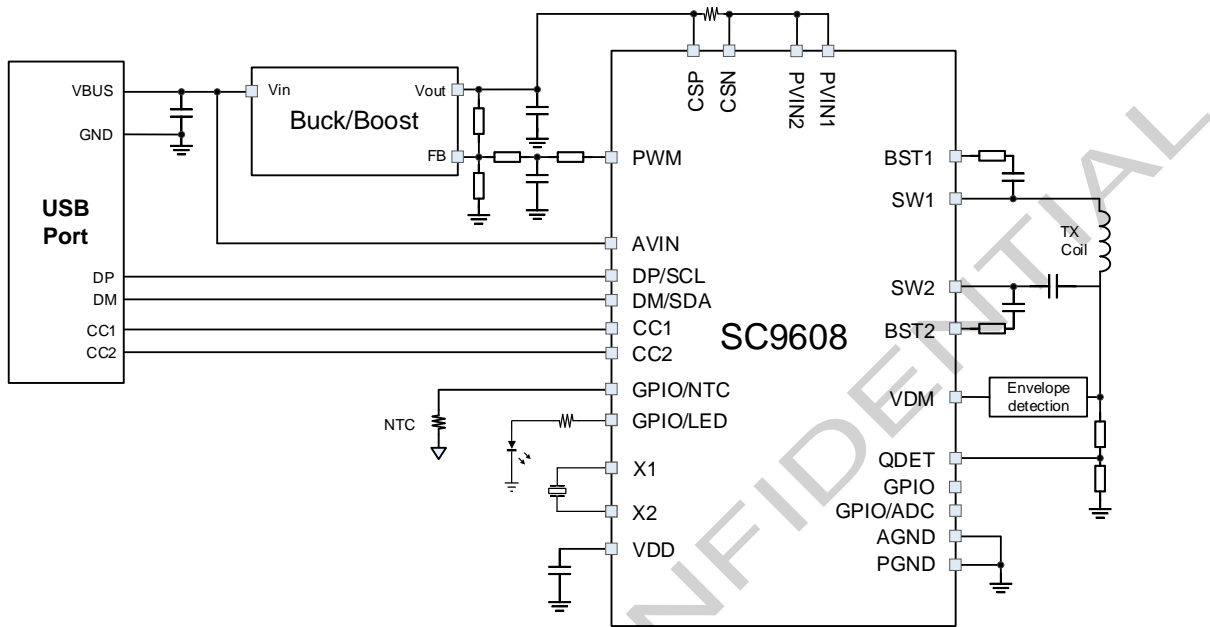 CSP
CSN
PVIN2
PVIN1
VBUS
GND
USB
Port
DP
DM
CC1
CC2
Vin
Vout
Buck/Boost
FB
PWM
AVIN
DP/SCL
DM/SDA
CC1
CC2
GPIO/NTC
GPIO/LED
X1
X2
VDD
NTC
SC9608
BST1
SW1
SW2
BST2
VDM
QDET
GPIO
GPIO/ADC
AGND
PGND
TX
Coil
Envelope
detection
NFIDENTIAL